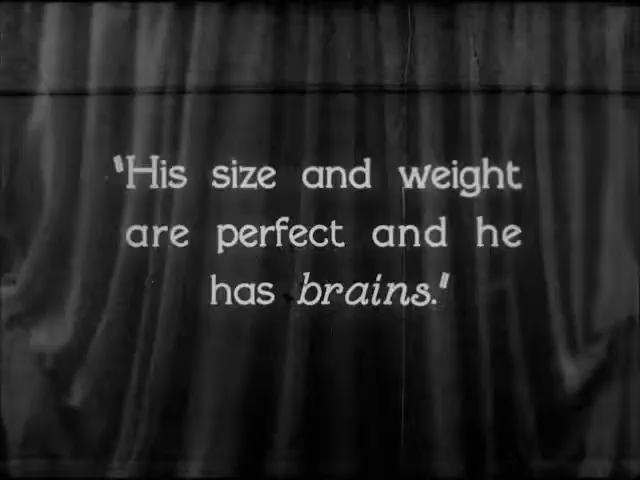 "His size and weight
are perfect and he
has brains."